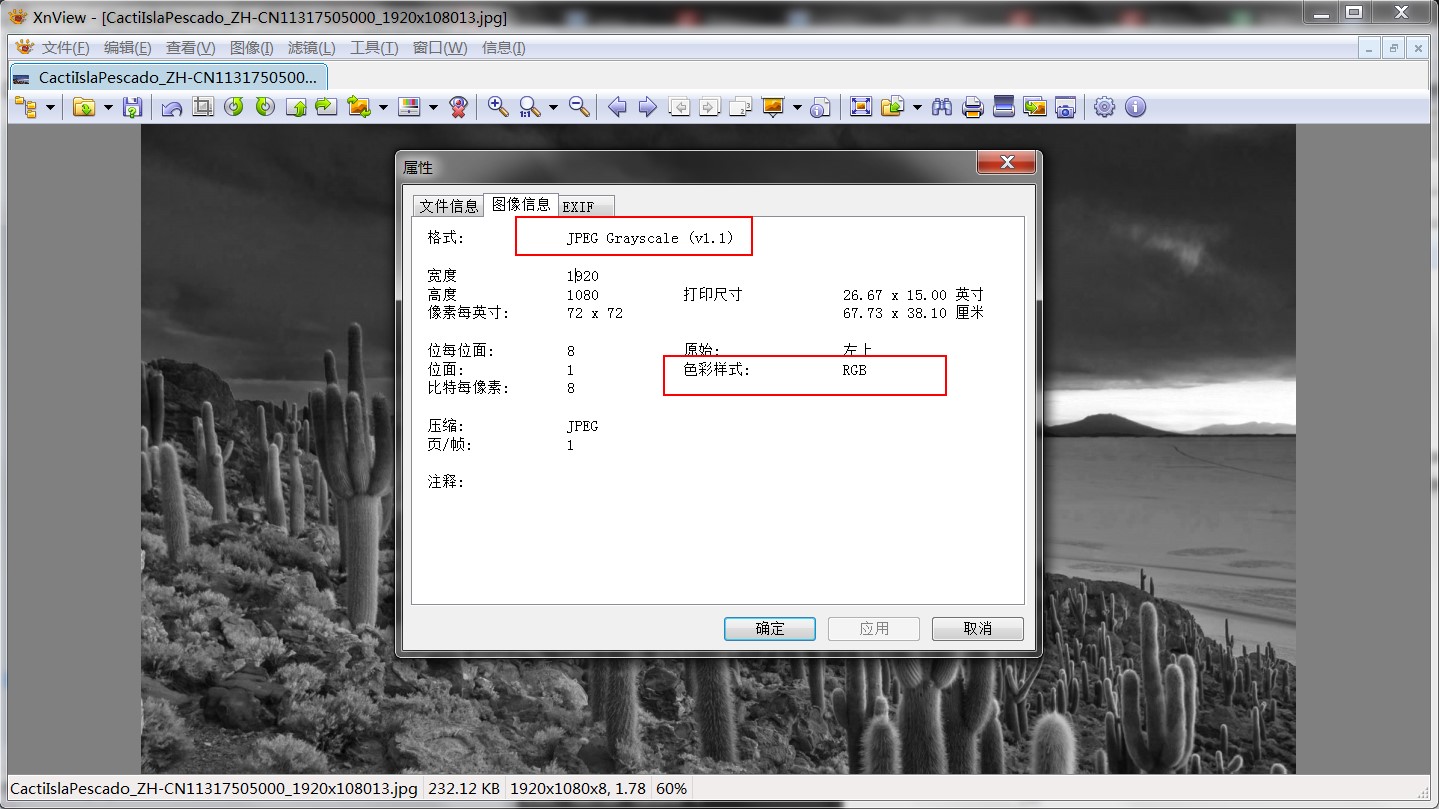 XnView - [CactiIslaPescado_ZH-CN11317505000_1920x108013.jpg]
文件(F) 编辑(E) 查看(V) 图像(I) 滤镜(L) 工具(T) 窗口(W) 信息(I)
CactiIslaPescado_ZH-CN1131750500...
1:1
属性
文件信息 图像信息 EXIF
格式: JPEG Grayscale (v1.1)
宽度 1920
高度 1080 打印尺寸 26.67 x 15.00 英寸
像素每英寸: 72 x 72 67.73 x 38.10 厘米
位每位面: 8 原始: 左上
位面: 1 色彩样式: RGB
比特每像素: 8
压缩: JPEG
页/帧: 1
注释:
确定 应用 取消
CactiIslaPescado_ZH-CN11317505000_1920x108013.jpg 232.12 KB 1920x1080x8, 1.78 60%